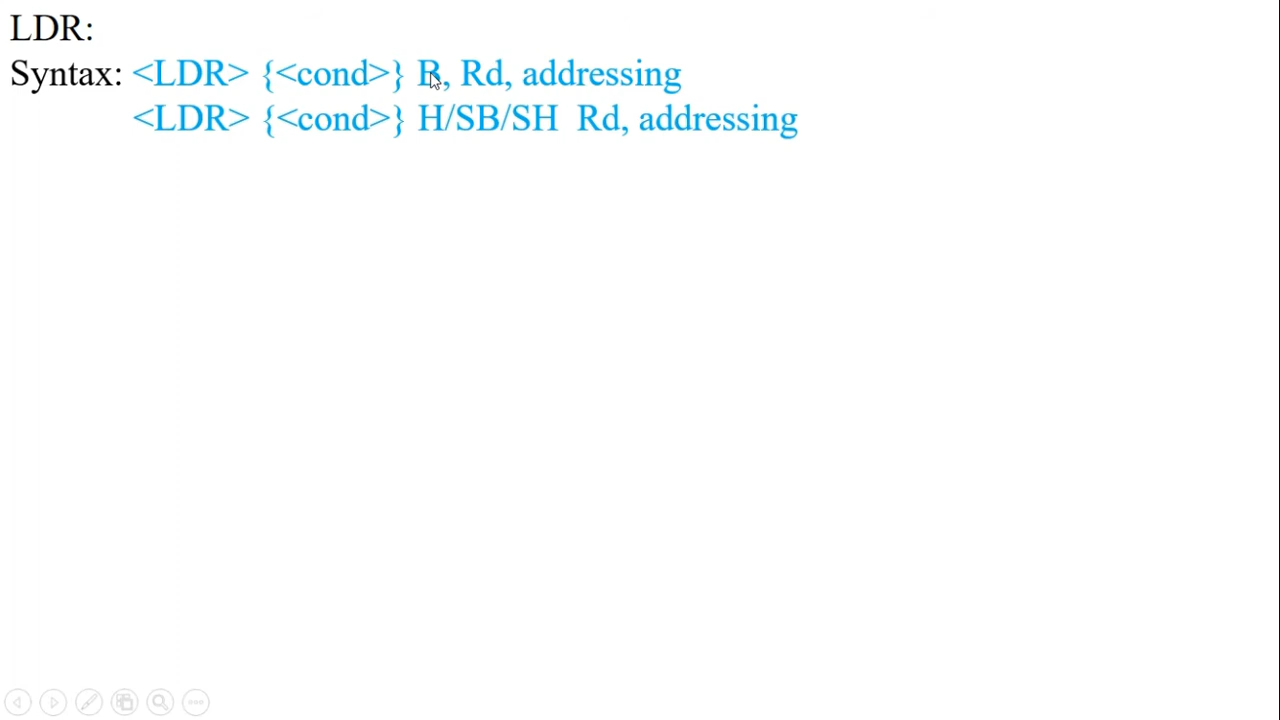 LDR:
Syntax: <LDR> {<cond>} B, Rd, addressing
<LDR> {<cond>} H/SB/SH Rd, addressing